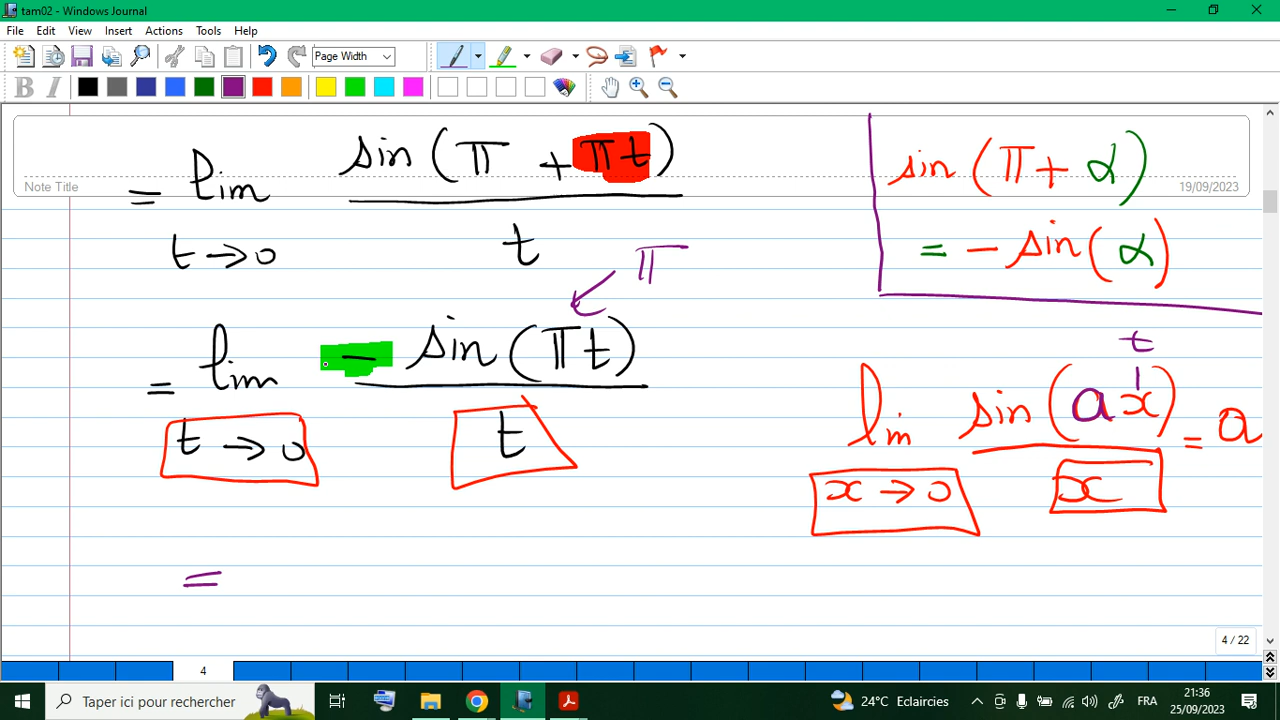 tam02 - Windows Journal
File Edit View Insert Actions Tools Help
Page Width
B I
= lim sin(π + πt) / t
t → 0
Note Title
19/09/2023
sin(π + α)
= - sin(α)
π
= lim - sin(πt) / t
t → 0
t
lim sin(ax) / x = a
x → 0
=
4 / 22
4
Taper ici pour rechercher
24°C Eclaircies
FRA
21:36
25/09/2023